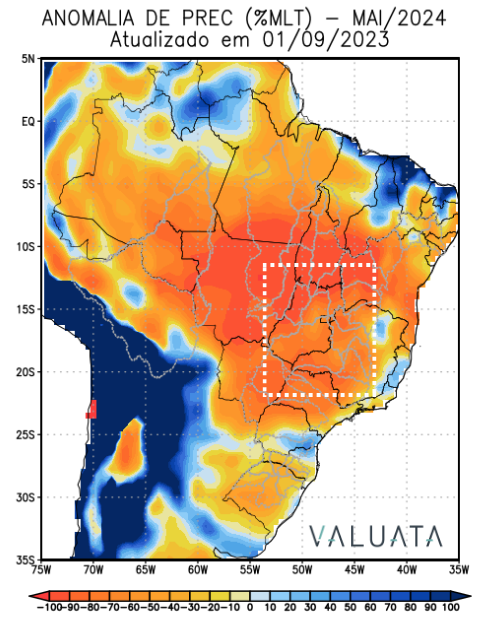 ANOMALIA DE PREC (%MLT) – MAI/2024
Atualizado em 01/09/2023
5N
EQ
5S
10S
15S
20S
25S
30S
35S
VALUATA
75W 70W 65W 60W 55W 50W 45W 40W 35W
-100 -90 -80 -70 -60 -50 -40 -30 -20 -10 0 10 20 30 40 50 60 70 80 90 100